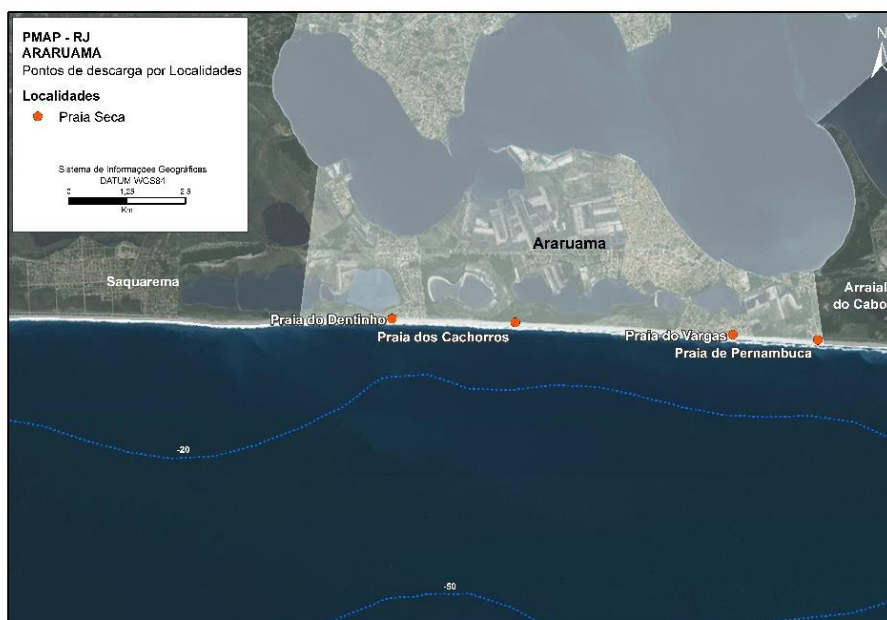 PMAP - RJ
ARARUAMA
Pontos de descarga por Localidades
Localidades
Praia Seca
Sistema de Informações Geográficas
DATUM WGS84
0 1,25 2,5
Km
N
Araruama
Saquarema
Arraial
do Cabo
Praia do Dentinho
Praia dos Cachorros
Praia do Vargas
Praia de Pernambuca
-20
-50